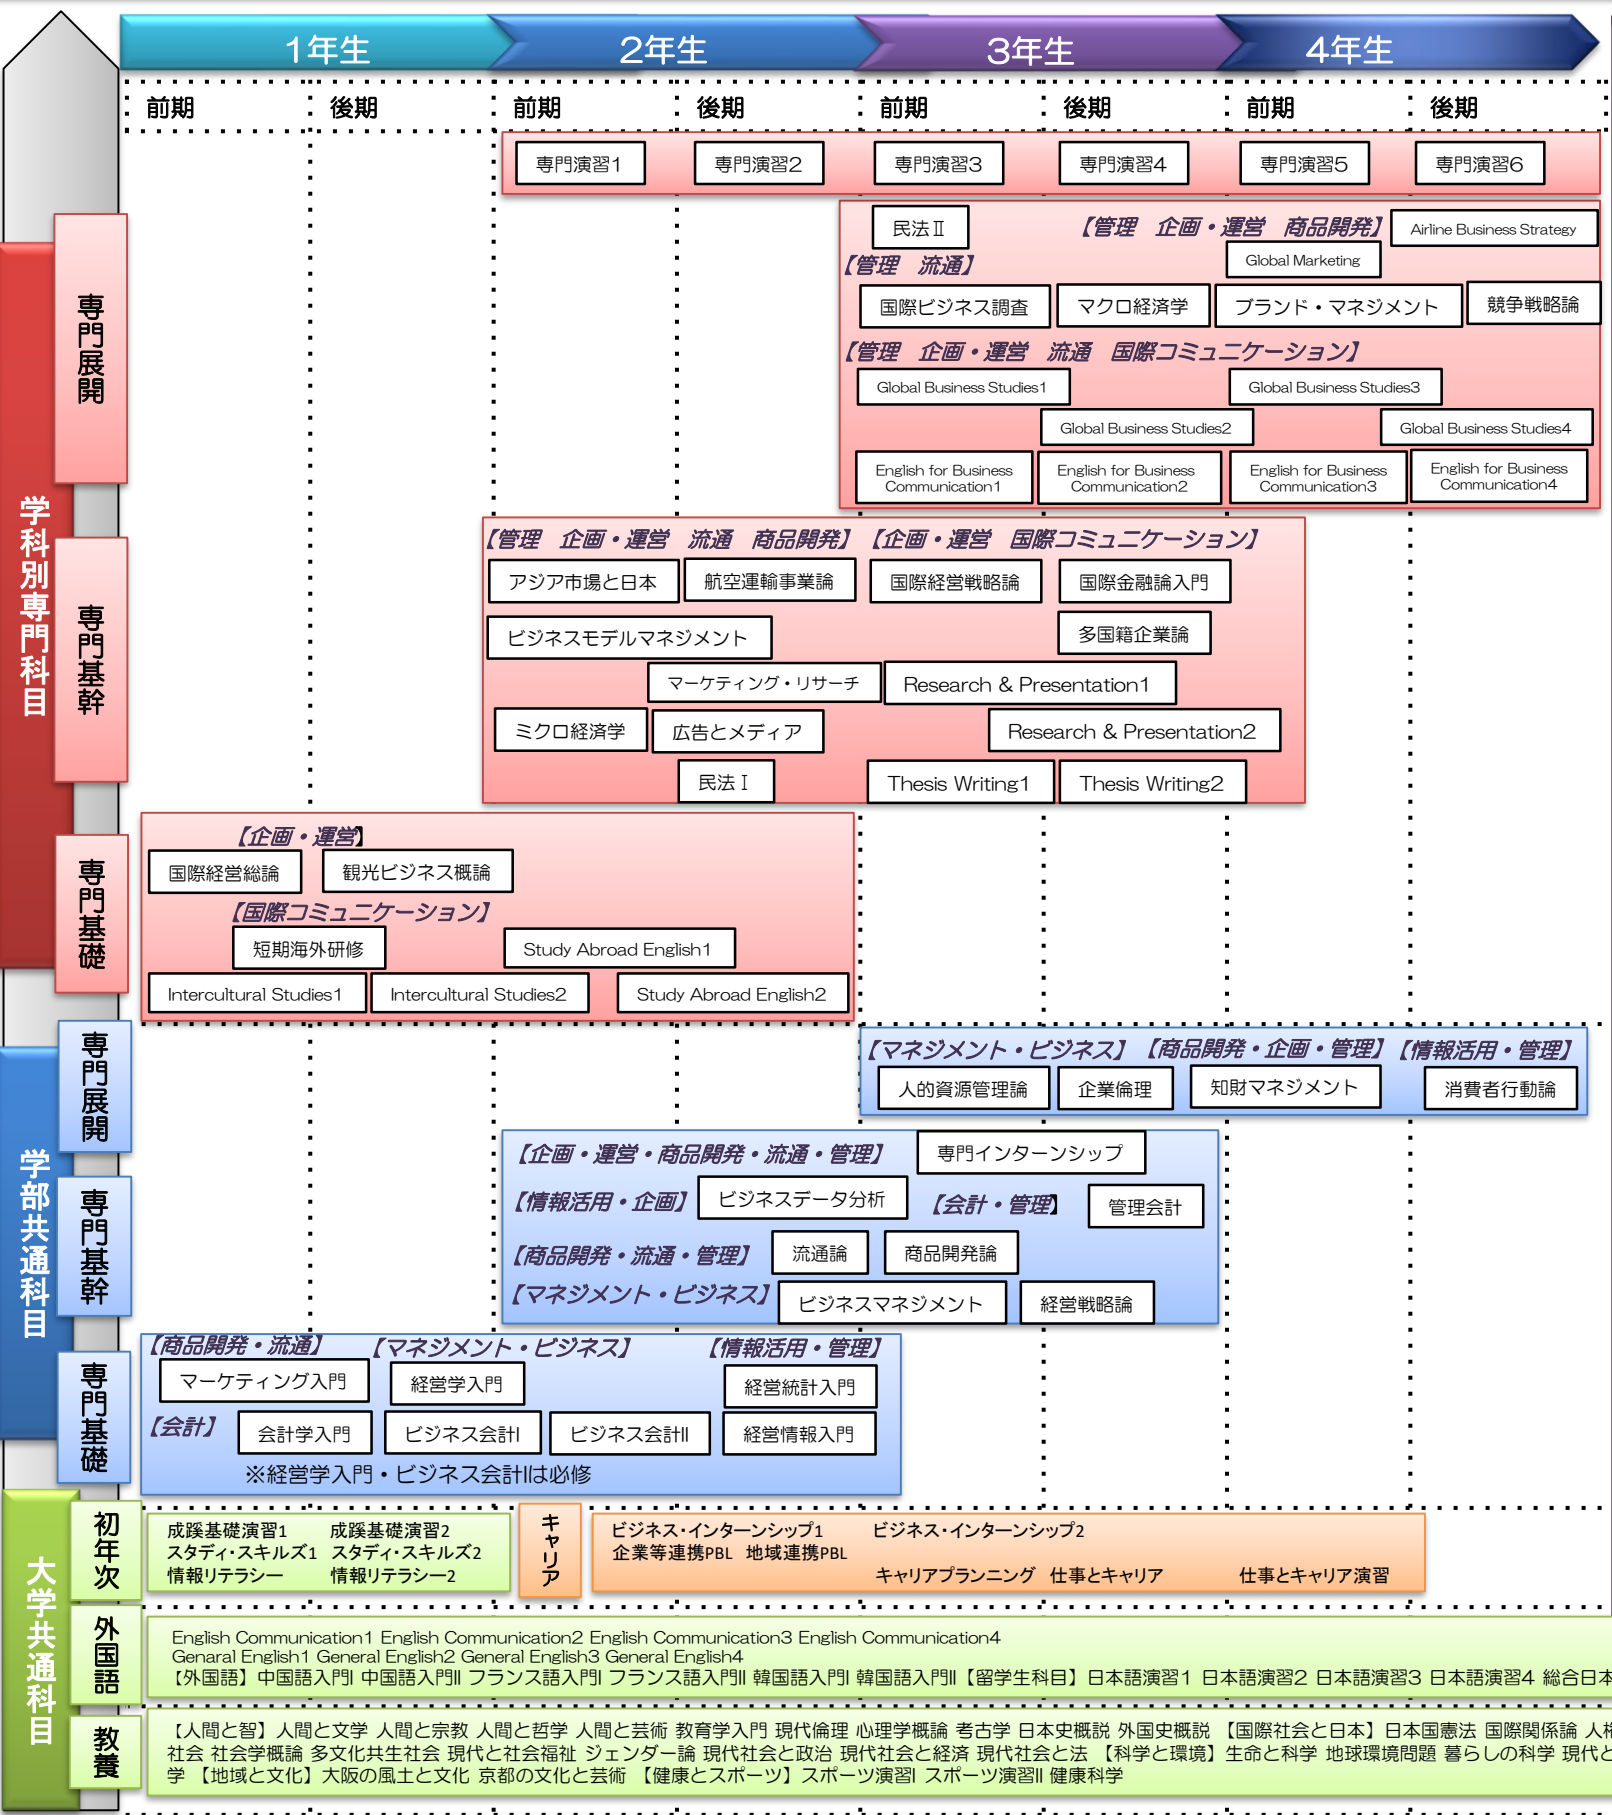 1年生
2年生
3年生
4年生
前期
後期
前期
後期
前期
後期
前期
後期
専門演習1
専門演習2
専門演習3
専門演習4
専門演習5
専門演習6
学科別専門科目
専門展開
民法Ⅱ
【管理　企画・運営　商品開発】
Airline Business Strategy
【管理　流通】
Global Marketing
国際ビジネス調査
マクロ経済学
ブランド・マネジメント
競争戦略論
【管理　企画・運営　流通　国際コミュニケーション】
Global Business Studies1
Global Business Studies3
Global Business Studies2
Global Business Studies4
English for Business
Communication1
English for Business
Communication2
English for Business
Communication3
English for Business
Communication4
専門基幹
【管理　企画・運営　流通　商品開発】
【企画・運営　国際コミュニケーション】
アジア市場と日本
航空運輸事業論
国際経営戦略論
国際金融論入門
ビジネスモデルマネジメント
多国籍企業論
マーケティング・リサーチ
Research & Presentation1
ミクロ経済学
広告とメディア
Research & Presentation2
民法Ⅰ
Thesis Writing1
Thesis Writing2
専門基礎
【企画・運営】
国際経営総論
観光ビジネス概論
【国際コミュニケーション】
短期海外研修
Study Abroad English1
Intercultural Studies1
Intercultural Studies2
Study Abroad English2
学部共通科目
専門展開
【マネジメント・ビジネス】
【商品開発・企画・管理】
【情報活用・管理】
人的資源管理論
企業倫理
知財マネジメント
消費者行動論
専門基幹
【企画・運営・商品開発・流通・管理】
専門インターンシップ
【情報活用・企画】
ビジネスデータ分析
【会計・管理】
管理会計
【商品開発・流通・管理】
流通論
商品開発論
【マネジメント・ビジネス】
ビジネスマネジメント
経営戦略論
専門基礎
【商品開発・流通】
【マネジメント・ビジネス】
【情報活用・管理】
マーケティング入門
経営学入門
経営統計入門
【会計】
会計学入門
ビジネス会計Ⅰ
ビジネス会計Ⅱ
経営情報入門
※経営学入門・ビジネス会計Ⅰは必修
大学共通科目
初年次
成蹊基礎演習1
成蹊基礎演習2
スタディ・スキルズ1
スタディ・スキルズ2
情報リテラシー
情報リテラシー2
キャリア
ビジネス・インターンシップ1
ビジネス・インターンシップ2
企業等連携PBL 地域連携PBL
キャリアプランニング 仕事とキャリア
仕事とキャリア演習
外国語
English Communication1 English Communication2 English Communication3 English Communication4
Genaral English1 General English2 General English3 General English4
【外国語】中国語入門Ⅰ 中国語入門Ⅱ フランス語入門Ⅰ フランス語入門Ⅱ 韓国語入門Ⅰ 韓国語入門Ⅱ【留学生科目】日本語演習1 日本語演習2 日本語演習3 日本語演習4 総合日本
教養
【人間と智】人間と文学 人間と宗教 人間と哲学 人間と芸術 教育学入門 現代倫理 心理学概論 考古学 日本史概説 外国史概説 【国際社会と日本】日本国憲法 国際関係論 人権
社会 社会学概論 多文化共生社会 現代と社会福祉 ジェンダー論 現代社会と政治 現代社会と経済 現代社会と法 【科学と環境】生命と科学 地球環境問題 暮らしの科学 現代と
学 【地域と文化】大阪の風土と文化 京都の文化と芸術 【健康とスポーツ】スポーツ演習Ⅰ スポーツ演習Ⅱ 健康科学